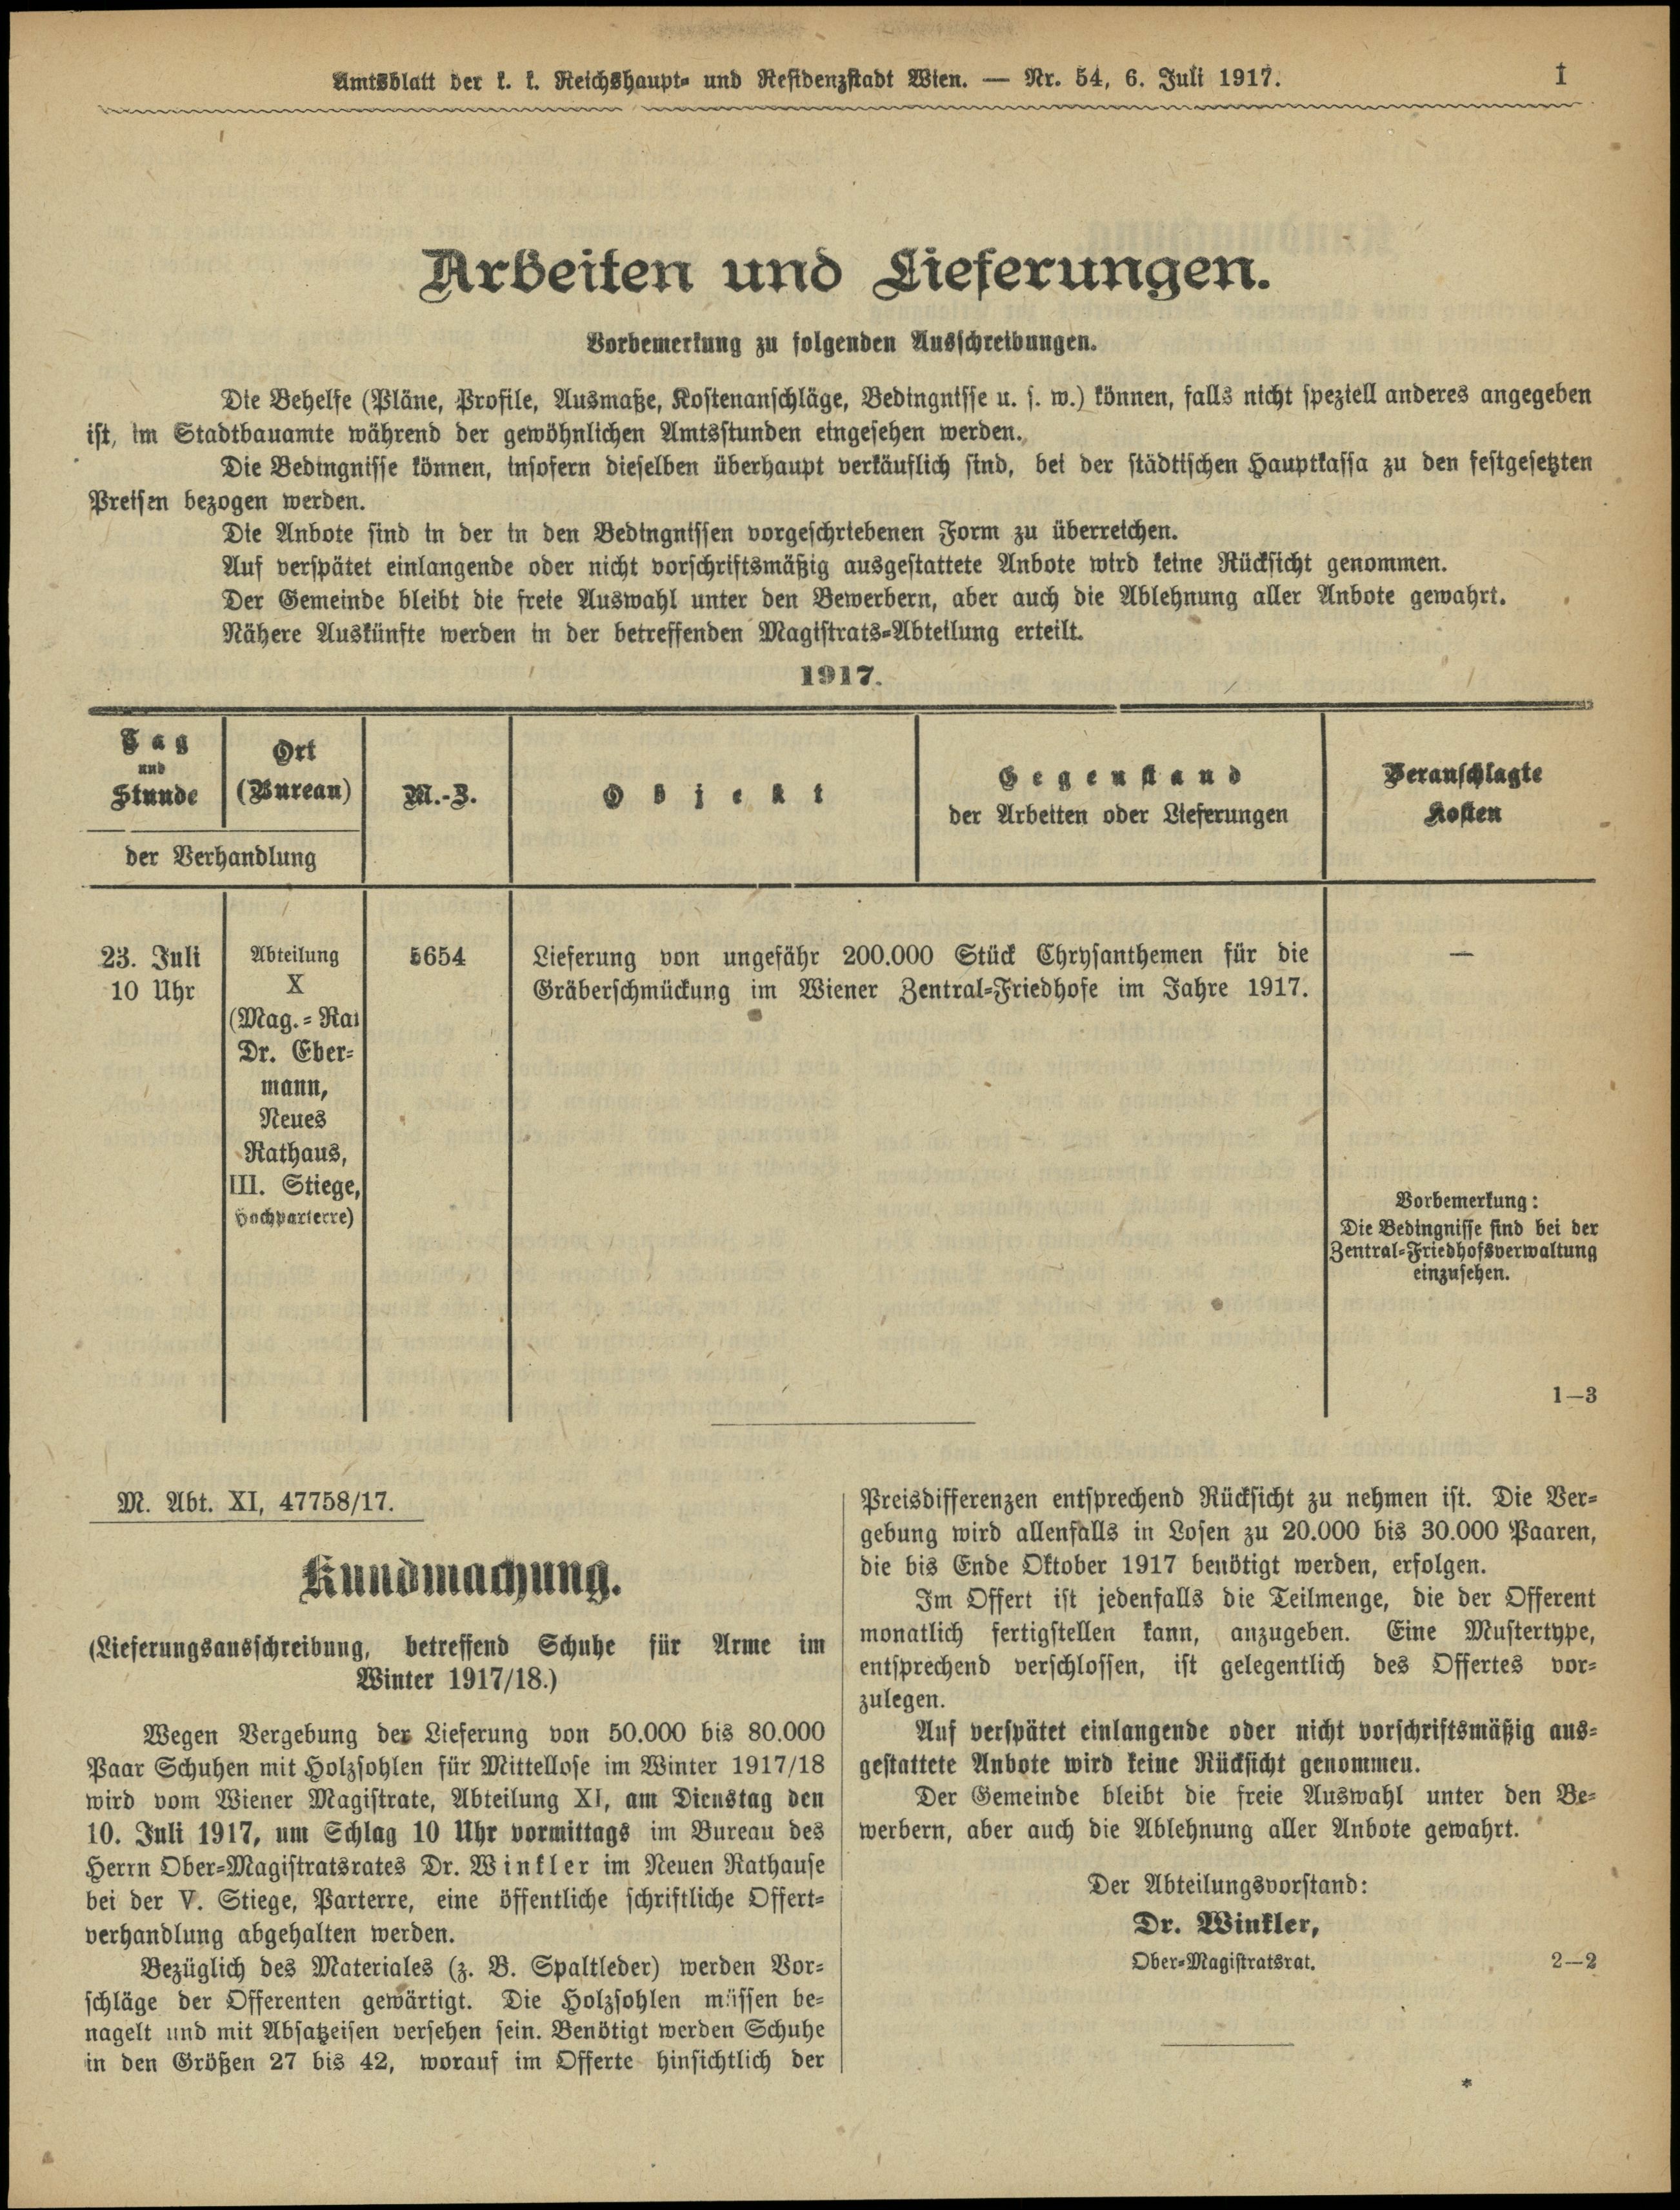 Amtsblatt der k. k. Reichshaupt- und Residenzstadt Wien. — Nr. 54, 6. Juli 1917.
I
Arbeiten und Lieferungen.
Vorbemerkung zu folgenden Ausschreibungen.
Die Behelfe (Pläne, Profile, Ausmaße, Kostenanschläge, Bedingnisse u. s. w.) können, falls nicht speziell anderes angegeben
ist, im Stadtbauamte während der gewöhnlichen Amtsstunden eingesehen werden.
Die Bedingnisse können, insofern dieselben überhaupt verkäuflich sind, bei der städtischen Hauptkassa zu den festgesetzten
Preisen bezogen werden.
Die Anbote sind in der in den Bedingnissen vorgeschriebenen Form zu überreichen.
Auf verspätet einlangende oder nicht vorschriftsmäßig ausgestattete Anbote wird keine Rücksicht genommen.
Der Gemeinde bleibt die freie Auswahl unter den Bewerbern, aber auch die Ablehnung aller Anbote gewahrt.
Nähere Auskünfte werden in der betreffenden Magistrats-Abteilung erteilt.
1917.
Tag
und
Stunde
Ort
(Bureau)
der Verhandlung
M.-Z.
Objekt
Gegenstand
der Arbeiten oder Lieferungen
Veranschlagte
Kosten
23. Juli
10 Uhr
Abteilung
X
(Mag.-Rat
Dr. Eber-
mann,
Neues
Rathaus,
III. Stiege,
Hochparterre)
5654
Lieferung von ungefähr 200.000 Stück Chrysanthemen für die
Gräberschmückung im Wiener Zentral-Friedhofe im Jahre 1917.
—
Vorbemerkung:
Die Bedingnisse sind bei der
Zentral-Friedhofsverwaltung
einzusehen.
1—3
M. Abt. XI, 47758/17.
Kundmachung.
(Lieferungsausschreibung, betreffend Schuhe für Arme im
Winter 1917/18.)
Wegen Vergebung der Lieferung von 50.000 bis 80.000
Paar Schuhen mit Holzsohlen für Mittellose im Winter 1917/18
wird vom Wiener Magistrate, Abteilung XI, am Dienstag den
10. Juli 1917, um Schlag 10 Uhr vormittags im Bureau des
Herrn Ober-Magistratsrates Dr. Winkler im Neuen Rathause
bei der V. Stiege, Parterre, eine öffentliche schriftliche Offert-
verhandlung abgehalten werden.
Bezüglich des Materiales (z. B. Spaltleder) werden Vor-
schläge der Offerenten gewärtigt. Die Holzsohlen müssen be-
nagelt und mit Absatzeisen versehen sein. Benötigt werden Schuhe
in den Größen 27 bis 42, worauf im Offerte hinsichtlich der
Preisdifferenzen entsprechend Rücksicht zu nehmen ist. Die Ver-
gebung wird allenfalls in Losen zu 20.000 bis 30.000 Paaren,
die bis Ende Oktober 1917 benötigt werden, erfolgen.
Im Offert ist jedenfalls die Teilmenge, die der Offerent
monatlich fertigstellen kann, anzugeben. Eine Mustertype,
entsprechend verschlossen, ist gelegentlich des Offertes vor-
zulegen.
Auf verspätet einlangende oder nicht vorschriftsmäßig aus-
gestattete Anbote wird keine Rücksicht genommen.
Der Gemeinde bleibt die freie Auswahl unter den Be-
werbern, aber auch die Ablehnung aller Anbote gewahrt.
Der Abteilungsvorstand:
Dr. Winkler,
Ober-Magistratsrat.
2—2
*